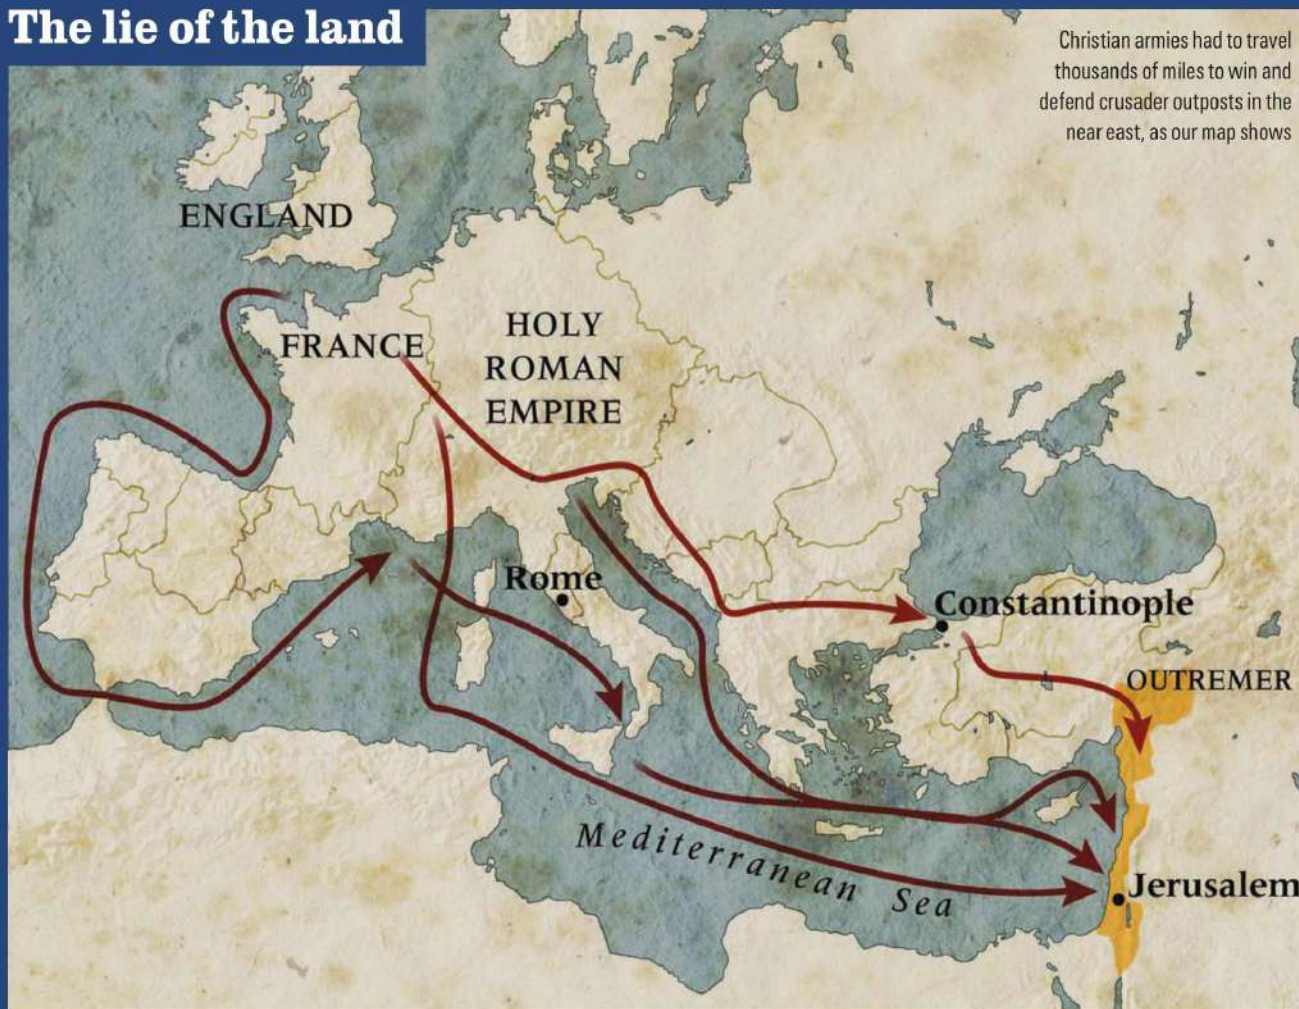 The lie of the land
Christian armies had to travel
thousands of miles to win and
defend crusader outposts in the
near east, as our map shows
ENGLAND
FRANCE
HOLY
ROMAN
EMPIRE
Rome
Constantinople
OUTREMER
Mediterranean Sea
Jerusalem